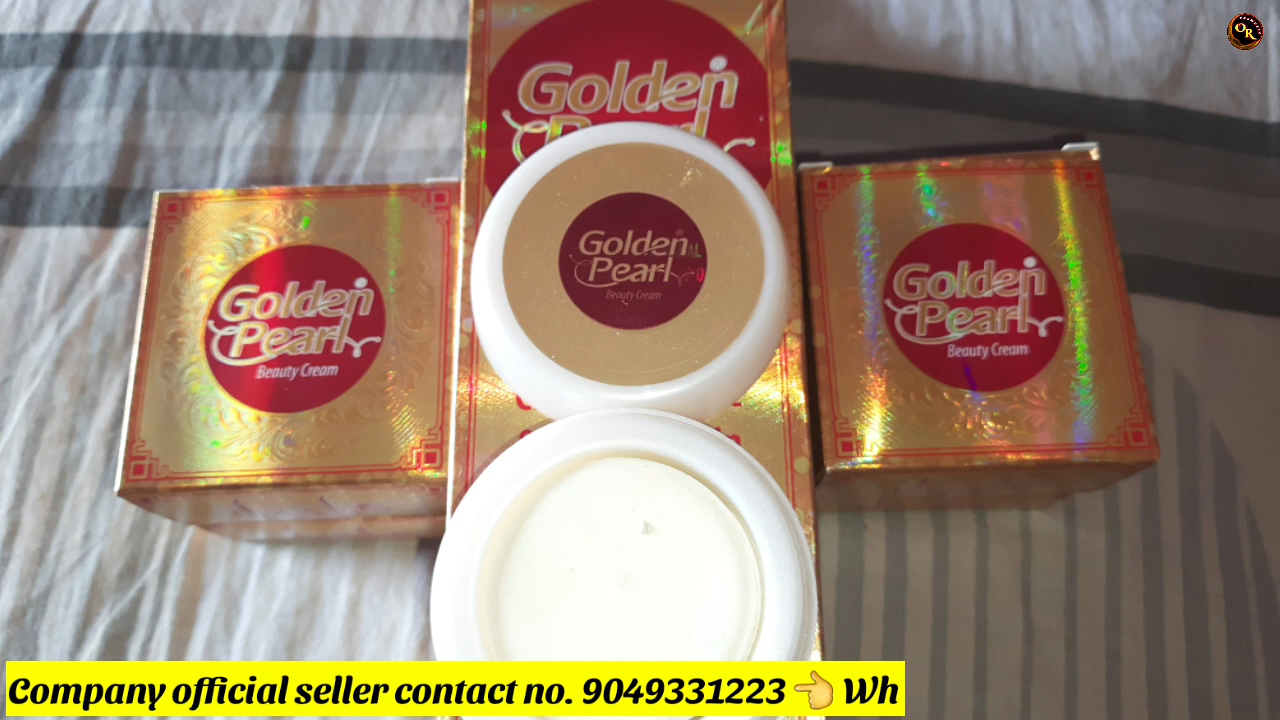 Golden
Golden
Pearl
Beauty Cream
Golden
Pearl
Beauty Cream
Golden
Pearl
Beauty Cream
OR
Company official seller contact no. 9049331223 👈 Wh